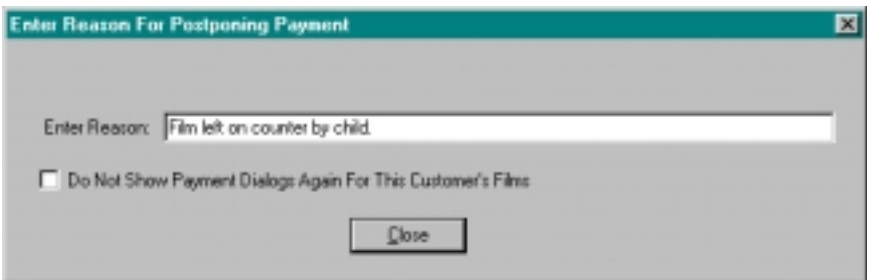 Enter Reason For Postponing Payment
Enter Reason: Film left on counter by child.
Do Not Show Payment Dialogs Again For This Customer's Films
Close